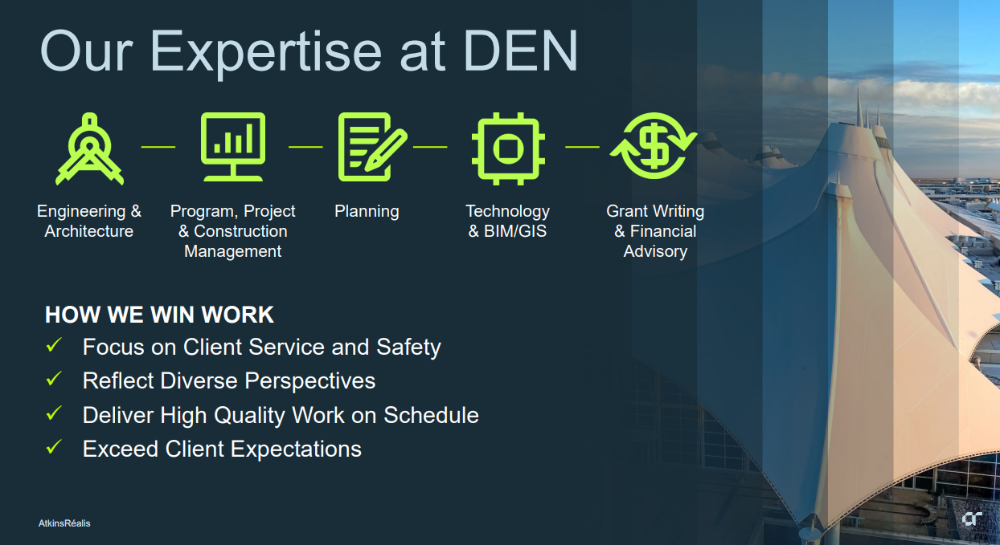 Our Expertise at DEN
Engineering &
Architecture
Program, Project
& Construction
Management
Planning
Technology
& BIM/GIS
Grant Writing
& Financial
Advisory
HOW WE WIN WORK
Focus on Client Service and Safety
Reflect Diverse Perspectives
Deliver High Quality Work on Schedule
Exceed Client Expectations
AtkinsRéalis